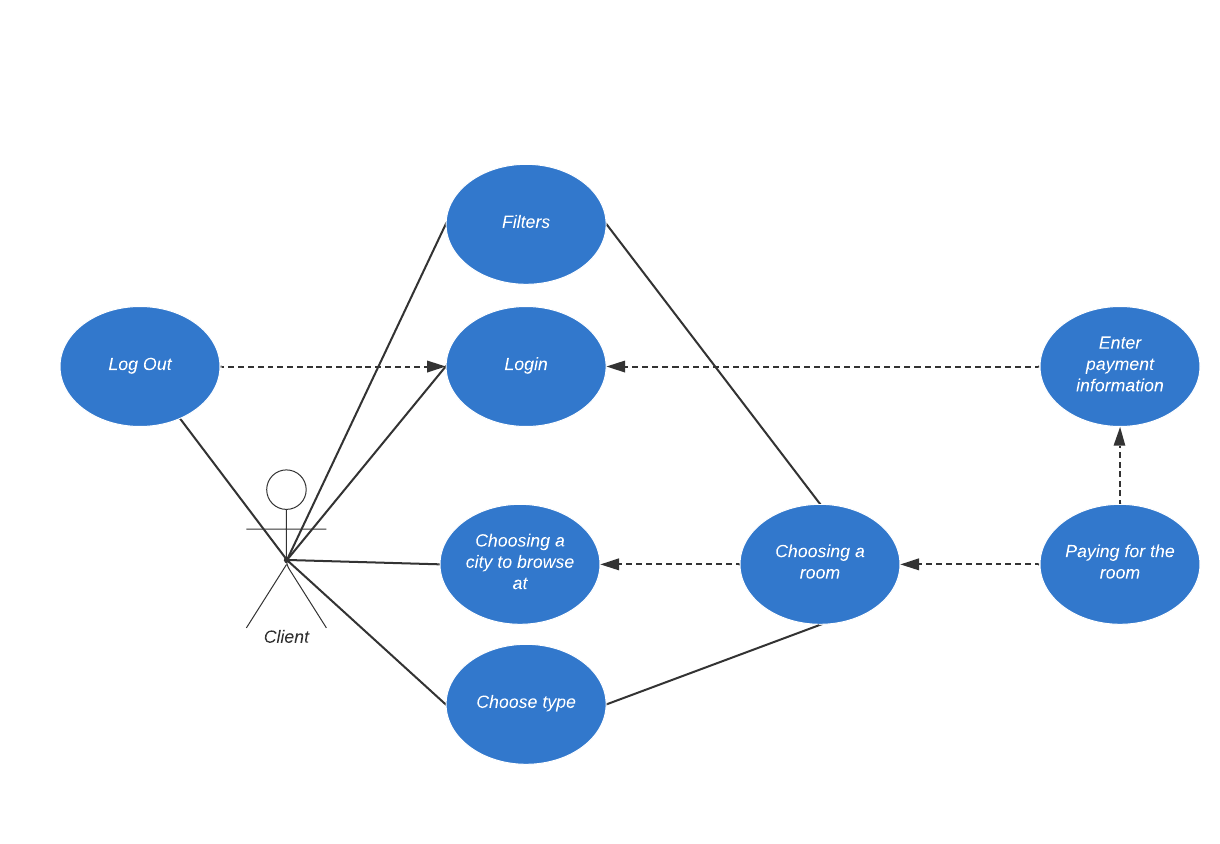 Filters
Log Out
Login
Enter
payment
information
Choosing a
city to browse
at
Choosing a
room
Paying for the
room
Client
Choose type